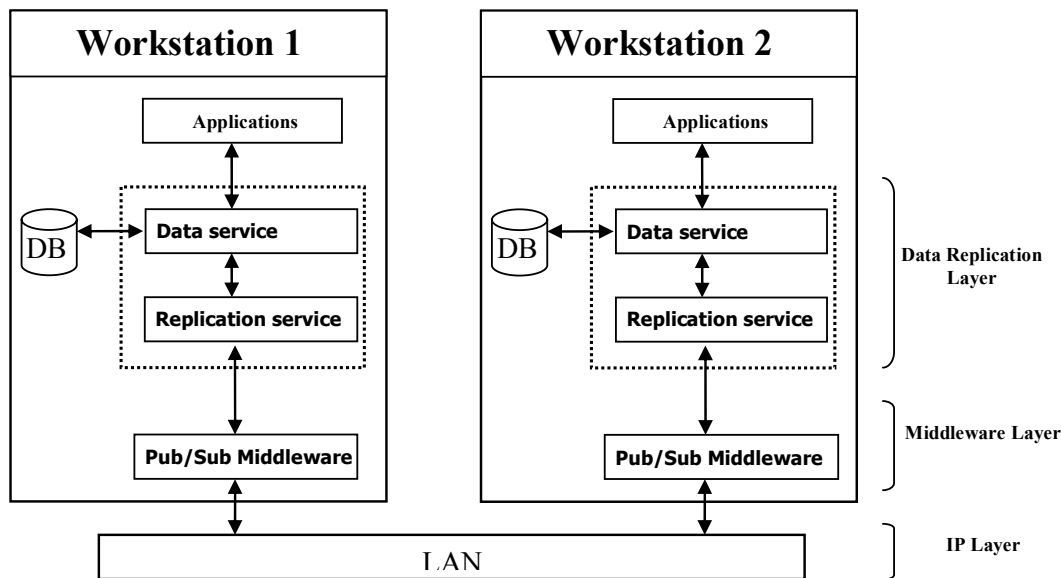 Workstation 1
Applications
DB
Data service
Replication service
Pub/Sub Middleware
Workstation 2
Applications
DB
Data service
Replication service
Pub/Sub Middleware
Data Replication
Layer
Middleware Layer
IP Layer
LAN